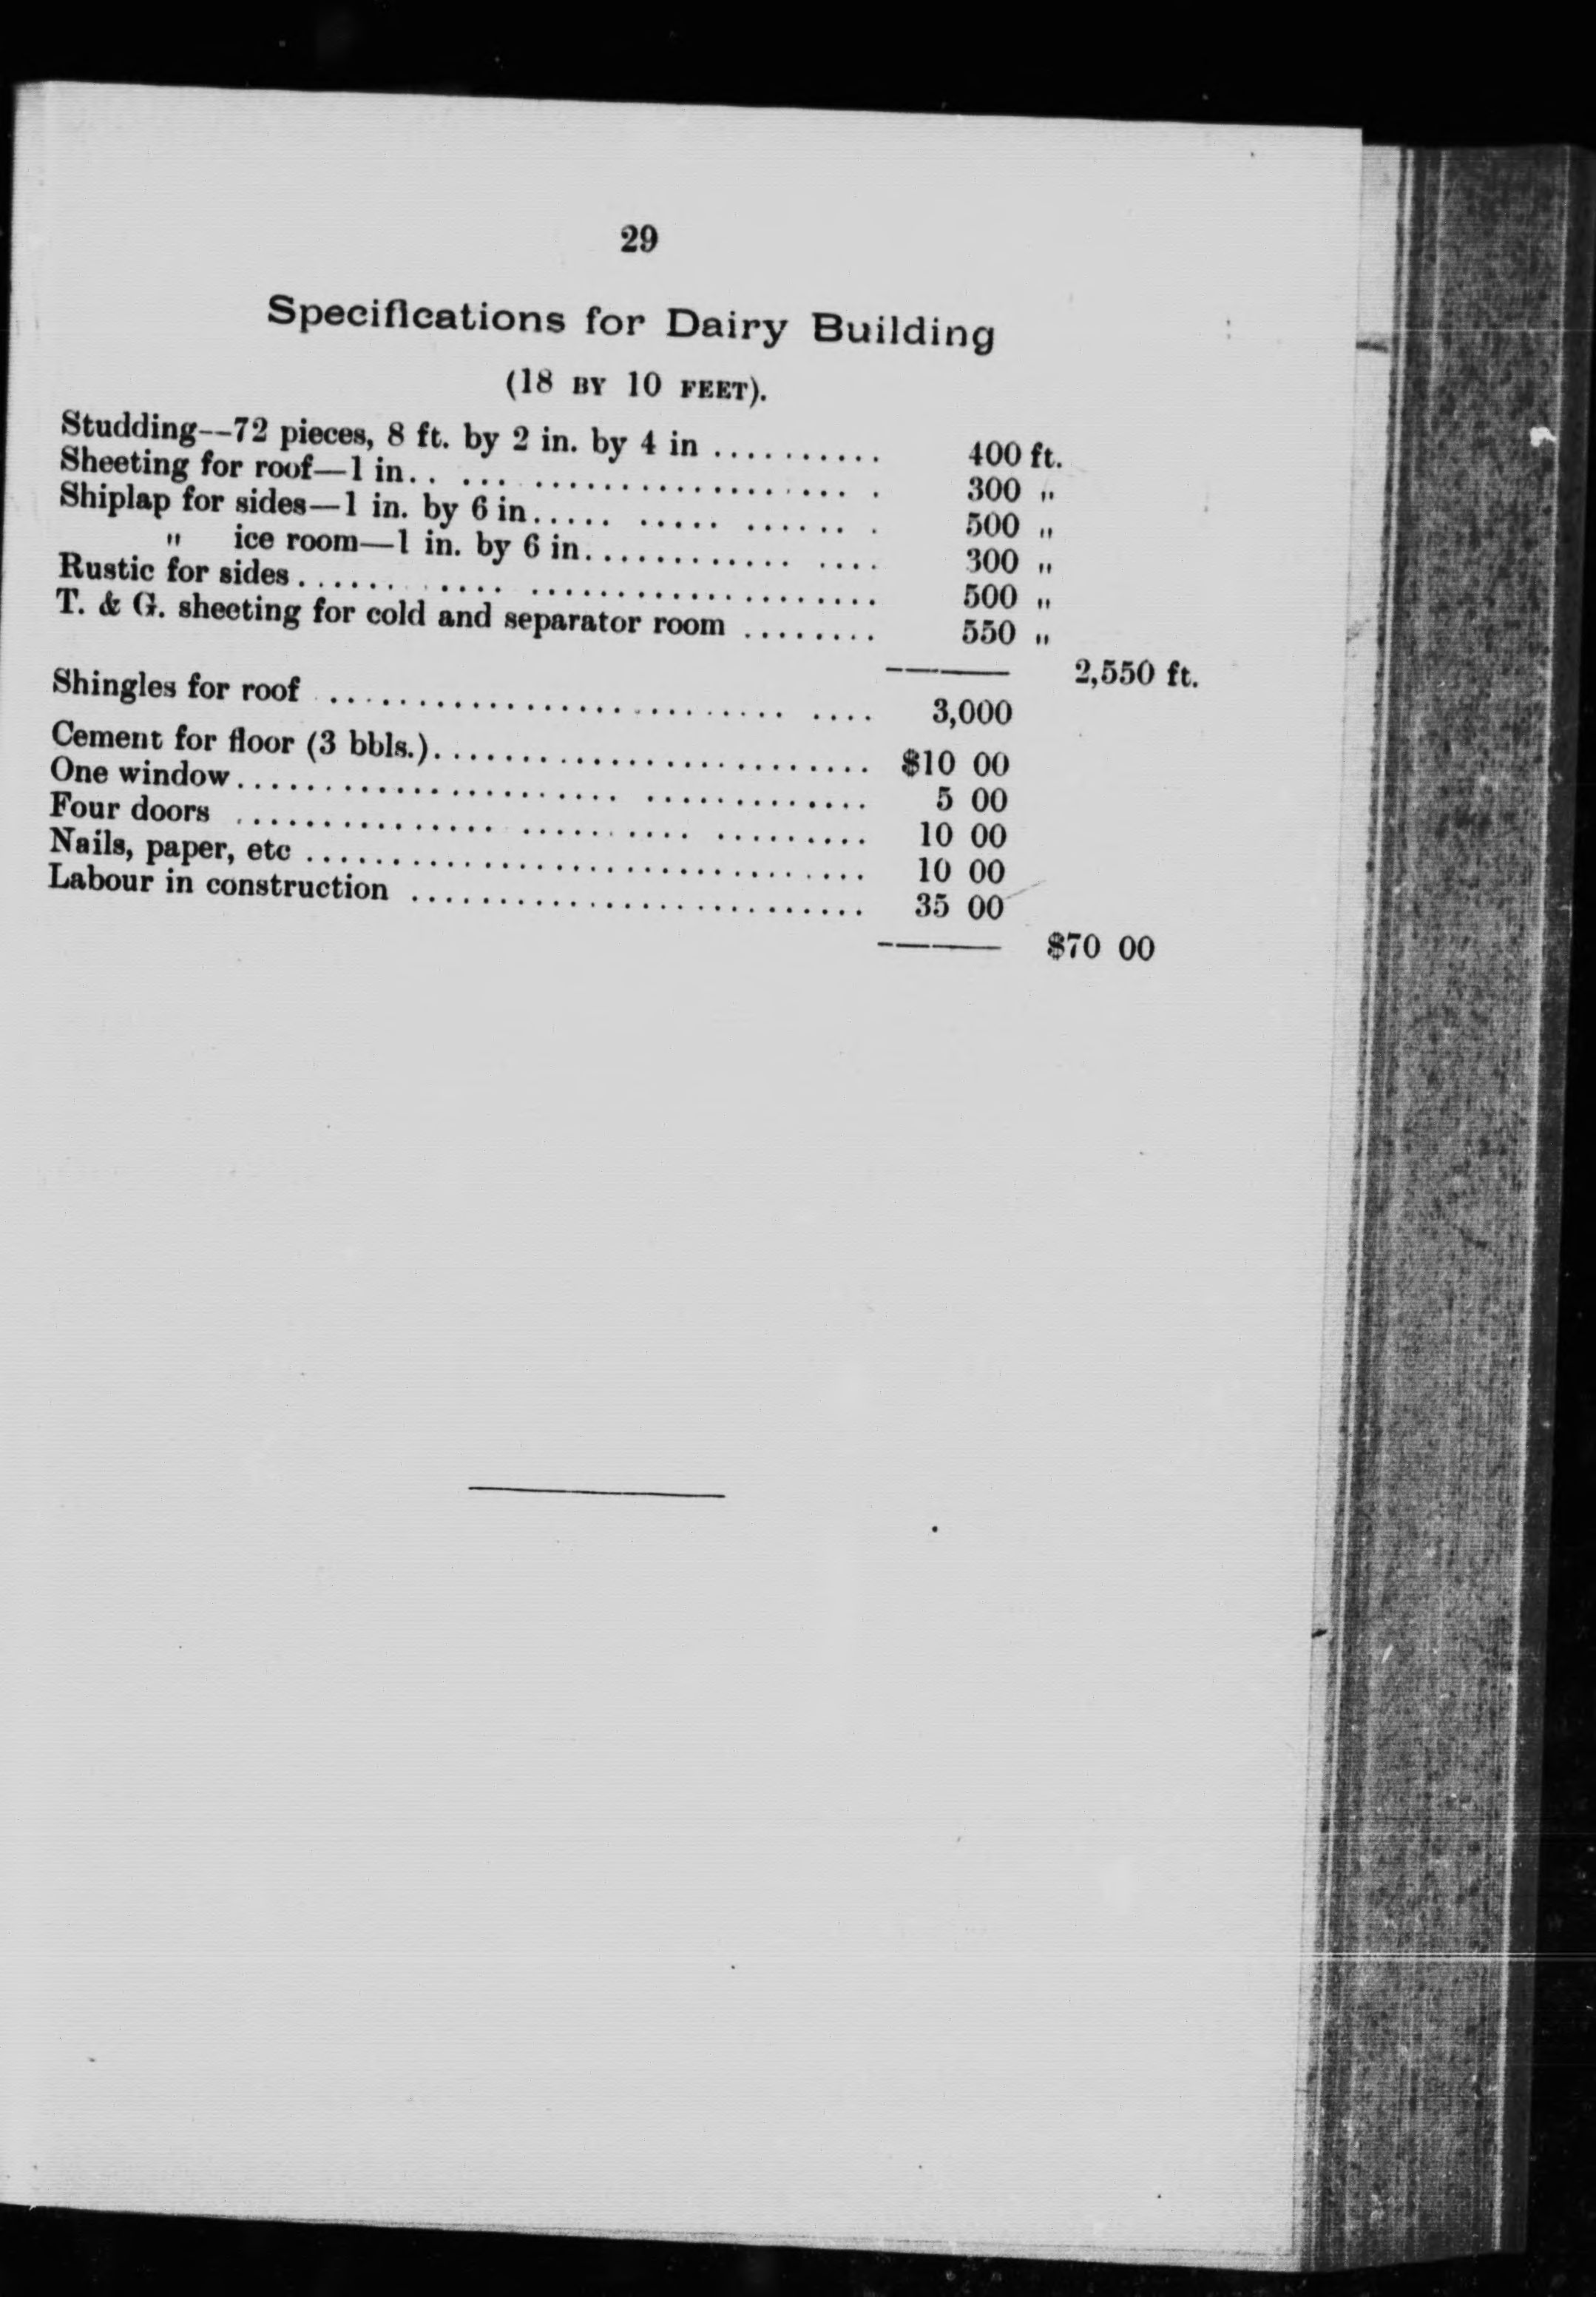 29
Specifications for Dairy Building
(18 BY 10 FEET).
Studding--72 pieces, 8 ft. by 2 in. by 4 in .......... 400 ft.
Sheeting for roof—1 in.. ... .................... . 300 "
Shiplap for sides—1 in. by 6 in..... ..... ....... . 500 "
" ice room—1 in. by 6 in............. .... 300 "
Rustic for sides...... .... .................... 500 "
T. & G. sheeting for cold and separator room ........ 550 "
------ 2,550 ft.
Shingles for roof ........................... .... 3,000
Cement for floor (3 bbls.).......................... $10 00
One window....................... ............. 5 00
Four doors ............... .......... ......... 10 00
Nails, paper, etc ................................. 10 00
Labour in construction ........................... 35 00
------ $70 00